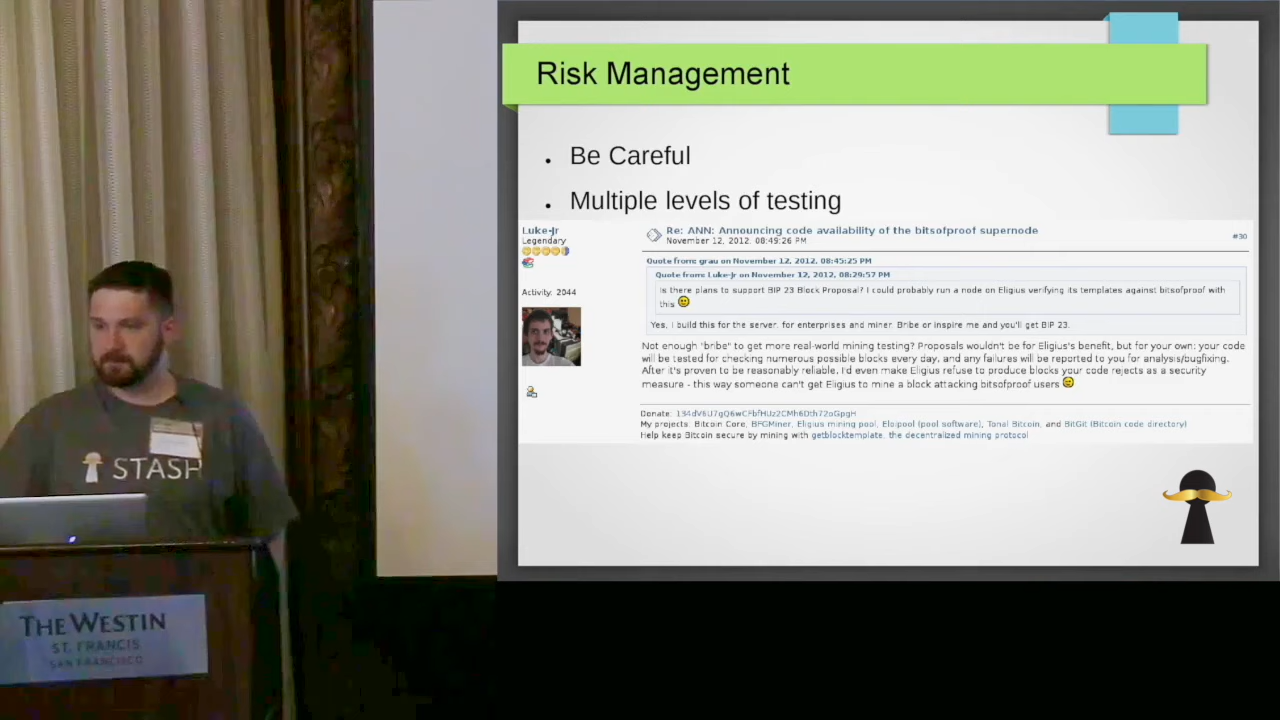 Risk Management
Be Careful
Multiple levels of testing
Luke-Jr
Legendary
Activity: 2044
Re: ANN: Announcing code availability of the bitsofproof supernode
November 12, 2012, 08:49:26 PM
#30
Quote from: grau on November 12, 2012, 08:45:25 PM
Quote from: Luke-Jr on November 12, 2012, 08:29:57 PM
Is there plans to support BIP 23 Block Proposal? I could probably run a node on Eligius verifying its templates against bitsofproof with
this
Yes, I build this for the server, for enterprises and miner. Bribe or inspire me and you'll get BIP 23.
Not enough "bribe" to get more real-world mining testing? Proposals wouldn't be for Eligius's benefit, but for your own: your code
will be tested for checking numerous possible blocks every day, and any failures will be reported to you for analysis/bugfixing.
After it's proven to be reasonably reliable, I'd even make Eligius refuse to produce blocks your code rejects as a security
measure - this way someone can't get Eligius to mine a block attacking bitsofproof users
Donate:
My projects: Bitcoin Core, BFGMiner, Eligius mining pool, Eloipool (pool software), Tonal Bitcoin, and BitGit (Bitcoin code directory)
Help keep Bitcoin secure by mining with getblocktemplate, the decentralized mining protocol
STASH
THE WESTIN
ST. FRANCIS
SAN FRANCISCO